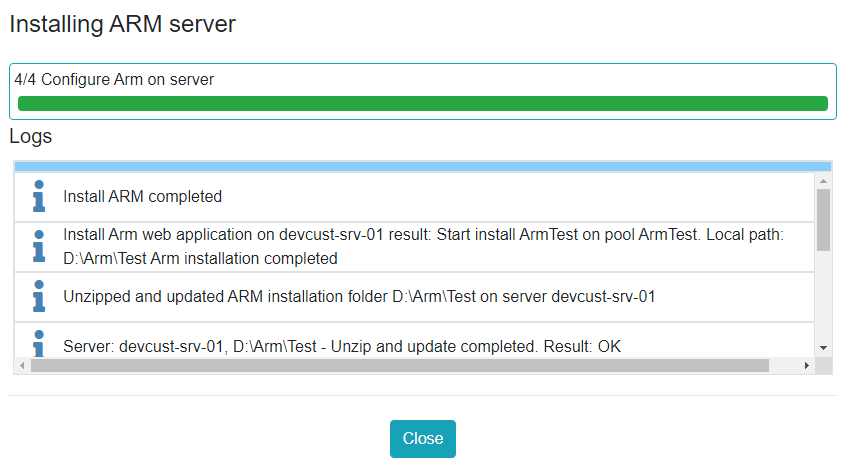 Installing ARM server
4/4 Configure Arm on server
Logs
Install ARM completed
Install Arm web application on devcust-srv-01 result: Start install ArmTest on pool ArmTest. Local path:
D:\Arm\Test Arm installation completed
Unzipped and updated ARM installation folder D:\Arm\Test on server devcust-srv-01
Server: devcust-srv-01, D:\Arm\Test - Unzip and update completed. Result: OK
Close